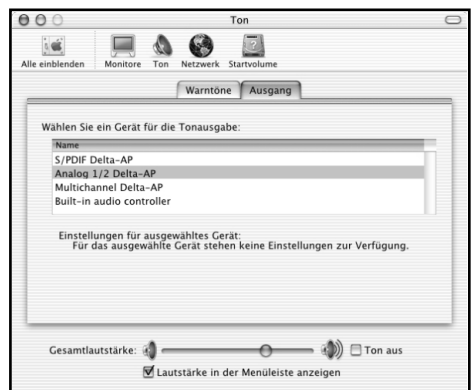 Ton
Alle einblenden Monitore Ton Netzwerk Startvolume
Warntöne Ausgang
Wählen Sie ein Gerät für die Tonausgabe:
Name
S/PDIF Delta-AP
Analog 1/2 Delta-AP
Multichannel Delta-AP
Built-in audio controller
Einstellungen für ausgewähltes Gerät:
Für das ausgewählte Gerät stehen keine Einstellungen zur Verfügung.
Gesamtlautstärke: Ton aus
Lautstärke in der Menüleiste anzeigen